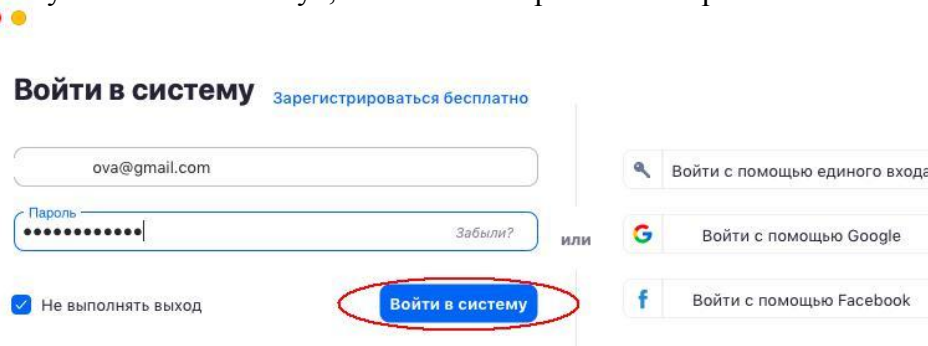 Войти в систему Зарегистрироваться бесплатно
ova@gmail.com
Войти с помощью единого входа
Пароль
●●●●●●●●●●●● Забыли?
или
Войти с помощью Google
Не выполнять выход
Войти в систему
Войти с помощью Facebook